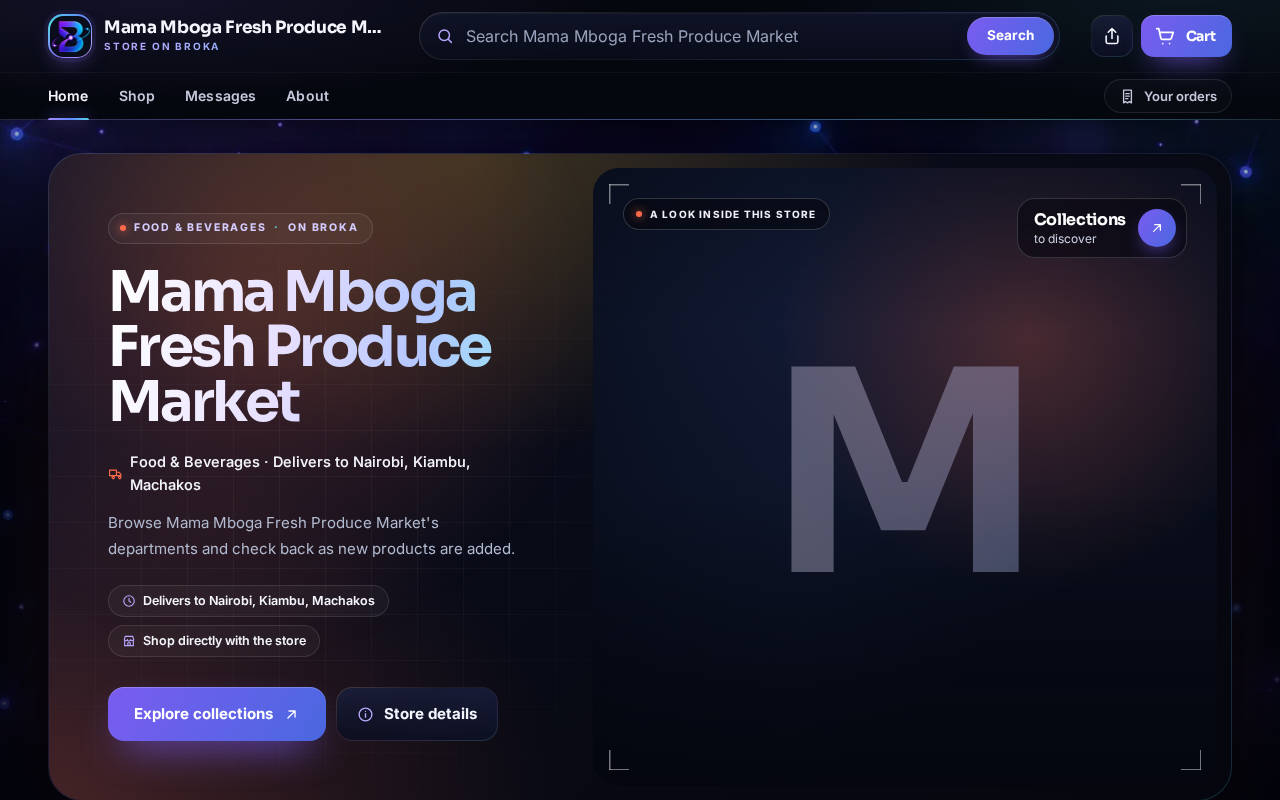 Mama Mboga Fresh Produce M...
STORE ON BROKA
Search Mama Mboga Fresh Produce Market
Search
Cart
Home
Shop
Messages
About
Your orders
FOOD & BEVERAGES · ON BROKA
Mama Mboga
Fresh Produce
Market
Food & Beverages · Delivers to Nairobi, Kiambu,
Machakos
Browse Mama Mboga Fresh Produce Market's
departments and check back as new products are added.
Delivers to Nairobi, Kiambu, Machakos
Shop directly with the store
Explore collections
Store details
A LOOK INSIDE THIS STORE
Collections
to discover
M